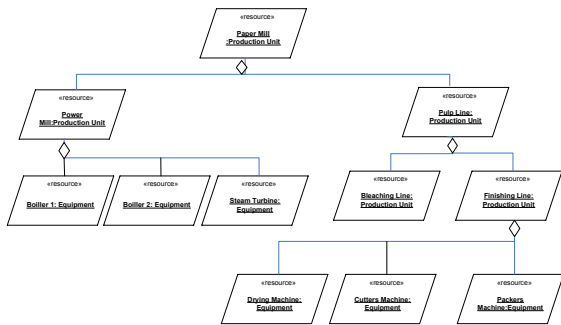 «resource»
Paper Mill
:Production Unit
«resource»
Power
Mill:Production Unit
«resource»
Pulp Line:
Production Unit
«resource»
Boiller 1: Equipment
«resource»
Boiller 2: Equipment
«resource»
Steam Turbine:
Equipment
«resource»
Bleaching Line:
Production Unit
«resource»
Finishing Line:
Production Unit
«resource»
Drying Machine:
Equipment
«resource»
Cutters Machine:
Equipment
«resource»
Packers
Machine:Equipment